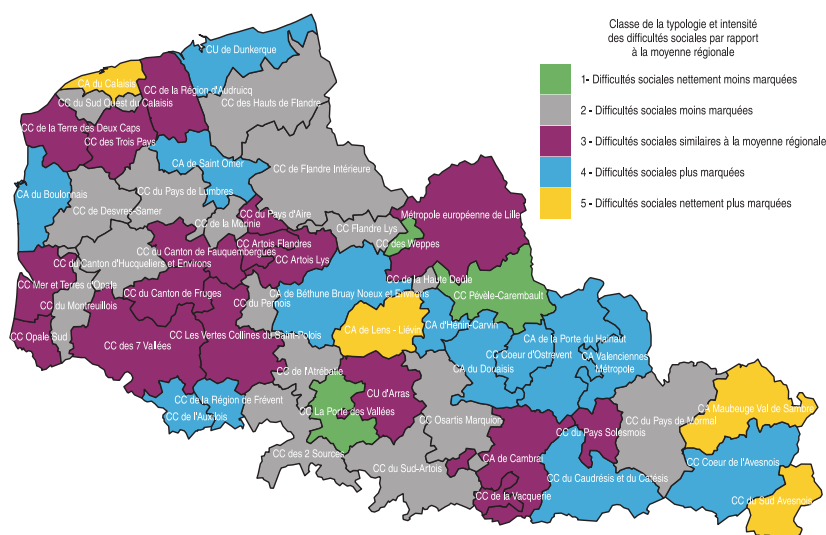 Classe de la typologie et intensité
des difficultés sociales par rapport
à la moyenne régionale
1- Difficultés sociales nettement moins marquées
2 - Difficultés sociales moins marquées
3 - Difficultés sociales similaires à la moyenne régionale
4 - Difficultés sociales plus marquées
5 - Difficultés sociales nettement plus marquées
CU de Dunkerque
CA du Calaisis
CC de la Région d'Audruicq
CC du Sud Ouest du Calaisis
CC des Hauts de Flandre
CC de la Terre des Deux Caps
CC des Trois Pays
CA de Saint Omer
CC de Flandre Intérieure
CA du Boulonnais
CC du Pays de Lumbres
CC de Desvres-Samer
CC du Pays d'Aire
Métropole européenne de Lille
CC de la Morinie
CC Flandre Lys
CC du Canton de Fauquembergues
CC Artois Flandres
CC des Weppes
CC du Canton d'Hucqueliers et Environs
CC Artois Lys
CC de la Haute Deûle
CC Mer et Terres d'Opale
CC du Canton de Fruges
CC du Pernois
CA de Béthune Bruay Noeux et Environs
CC Pévèle-Carembault
CC du Montreuillois
CC Opale Sud
CC des 7 Vallées
CC Les Vertes Collines du Saint-Polois
CA de Lens - Liévin
CA d'Hénin-Carvin
CA de la Porte du Hainaut
CC Coeur d'Ostrevent
CA Valenciennes
Métropole
CA du Douaisis
CC de l'Atrébatie
CU d'Arras
CC de la Région de Frévent
CC de l'Auxilois
CC La Porte des Vallées
CC Osartis Marquion
CA Maubeuge Val de Sambre
CC du Pays de Mormal
CC du Pays Solesmois
CC des 2 Sources
CA de Cambrai
CC Coeur de l'Avesnois
CC du Sud-Artois
CC du Caudrésis et du Catésis
CC de la Vacquerie
CC du Sud Avesnois